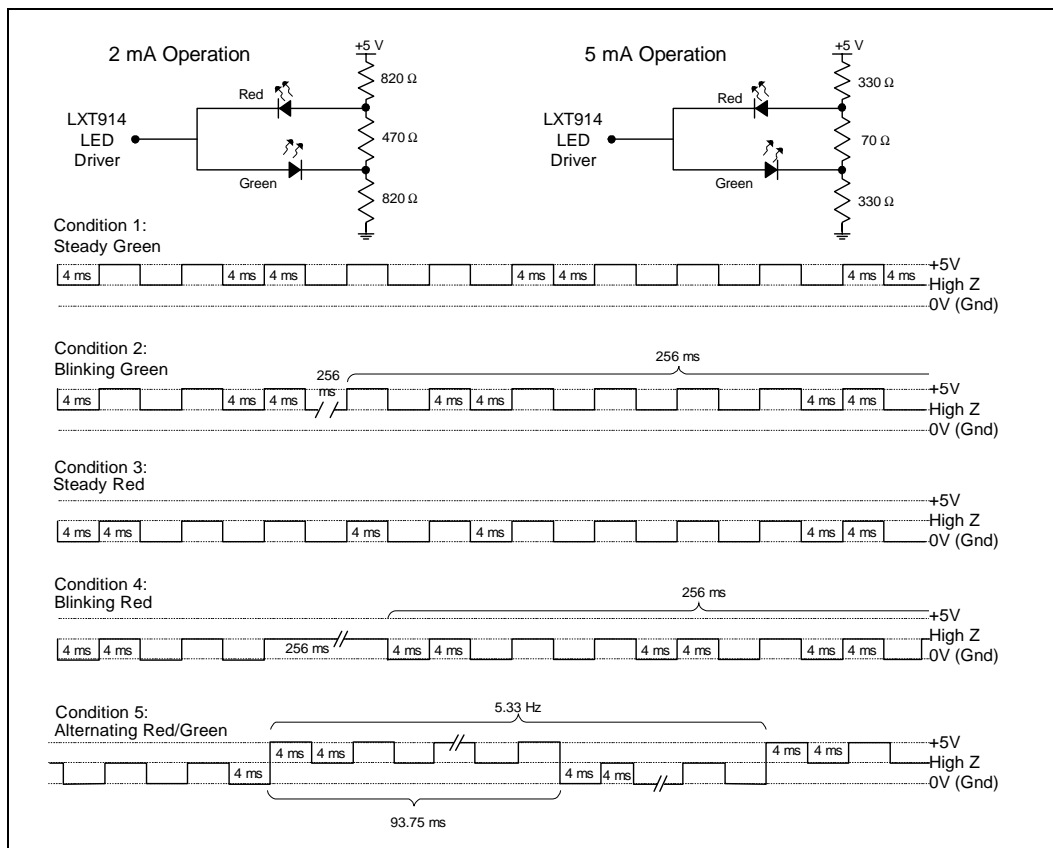 2 mA Operation
+5 V
820 Ω
Red
LXT914
LED
Driver
470 Ω
Green
820 Ω
5 mA Operation
+5 V
330 Ω
Red
LXT914
LED
Driver
70 Ω
Green
330 Ω
Condition 1:
Steady Green
4 ms 4 ms 4 ms 4 ms 4 ms 4 ms 4 ms
+5V
High Z
0V (Gnd)
Condition 2:
Blinking Green
256 ms
256
ms
4 ms 4 ms 4 ms 4 ms 4 ms 4 ms 4 ms
+5V
High Z
0V (Gnd)
Condition 3:
Steady Red
+5V
High Z
0V (Gnd)
4 ms 4 ms 4 ms 4 ms 4 ms 4 ms
Condition 4:
Blinking Red
256 ms
+5V
High Z
0V (Gnd)
4 ms 4 ms 256 ms 4 ms 4 ms 4 ms 4 ms
Condition 5:
Alternating Red/Green
5.33 Hz
4 ms 4 ms 4 ms 4 ms
+5V
High Z
0V (Gnd)
4 ms 4 ms 4 ms
93.75 ms